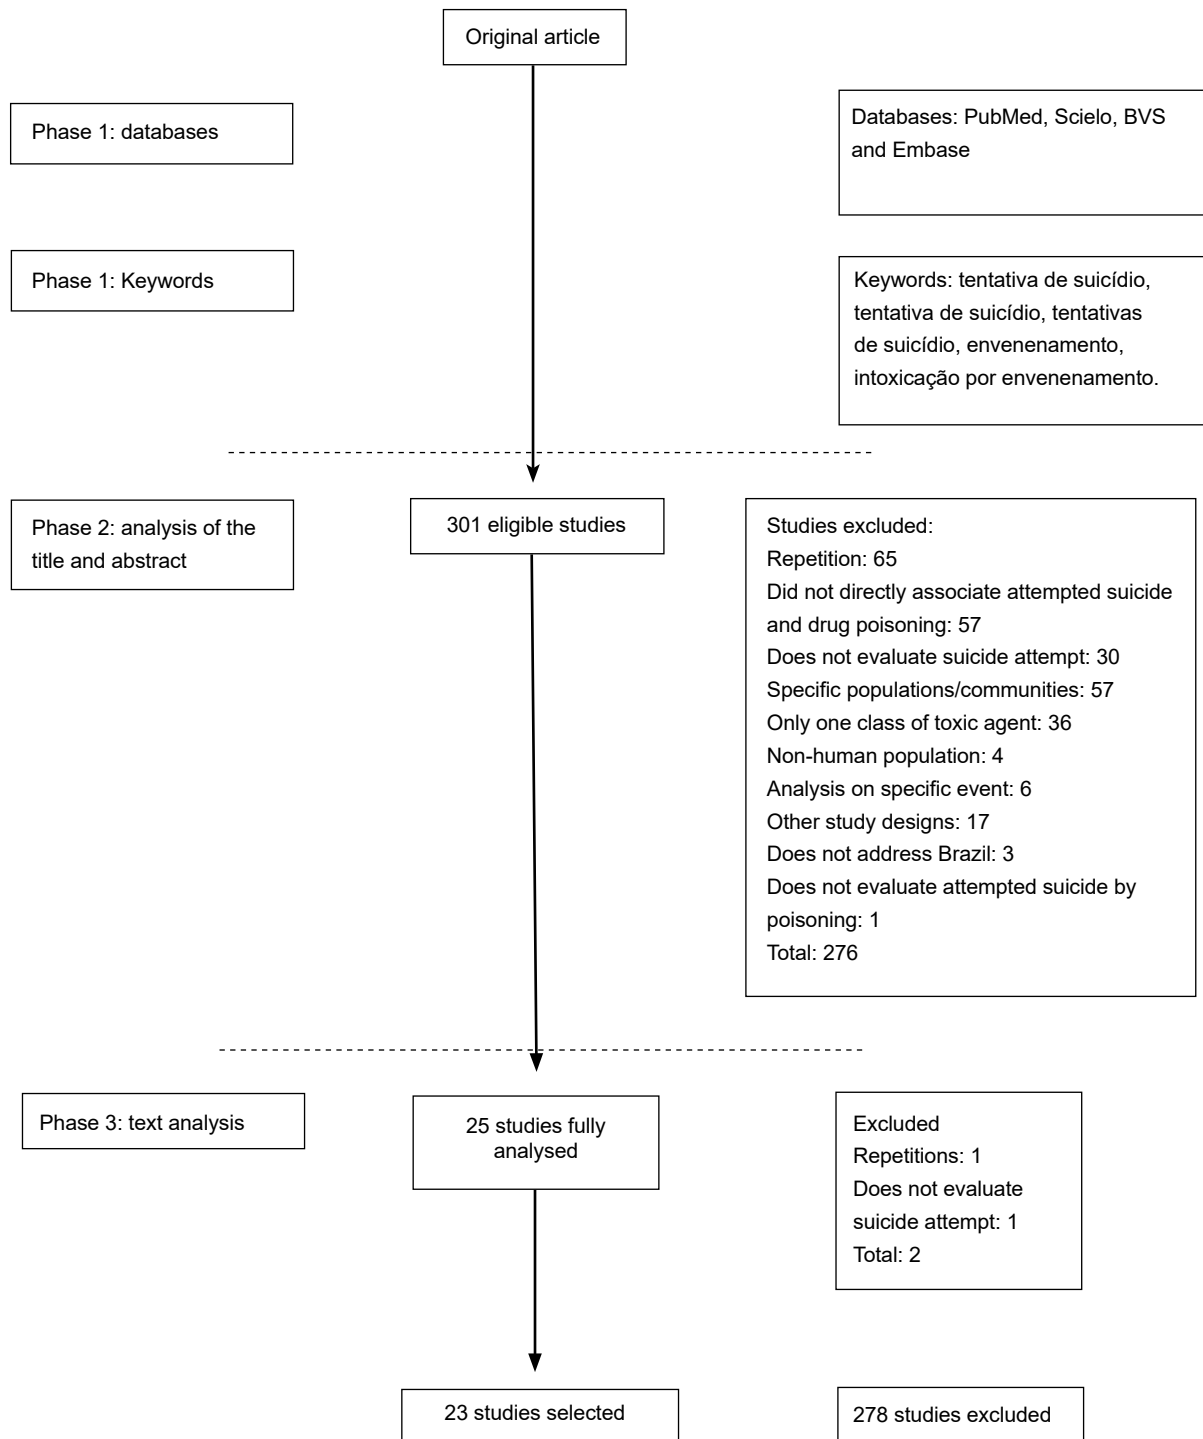 Original article
Phase 1: databases
Databases: PubMed, Scielo, BVS
and Embase
Phase 1: Keywords
Keywords: tentativa de suicídio,
tentativa de suicídio, tentativas
de suicídio, envenenamento,
intoxicação por envenenamento.
Phase 2: analysis of the
title and abstract
301 eligible studies
Studies excluded:
Repetition: 65
Did not directly associate attempted suicide
and drug poisoning: 57
Does not evaluate suicide attempt: 30
Specific populations/communities: 57
Only one class of toxic agent: 36
Non-human population: 4
Analysis on specific event: 6
Other study designs: 17
Does not address Brazil: 3
Does not evaluate attempted suicide by
poisoning: 1
Total: 276
Phase 3: text analysis
25 studies fully
analysed
Excluded
Repetitions: 1
Does not evaluate
suicide attempt: 1
Total: 2
23 studies selected
278 studies excluded